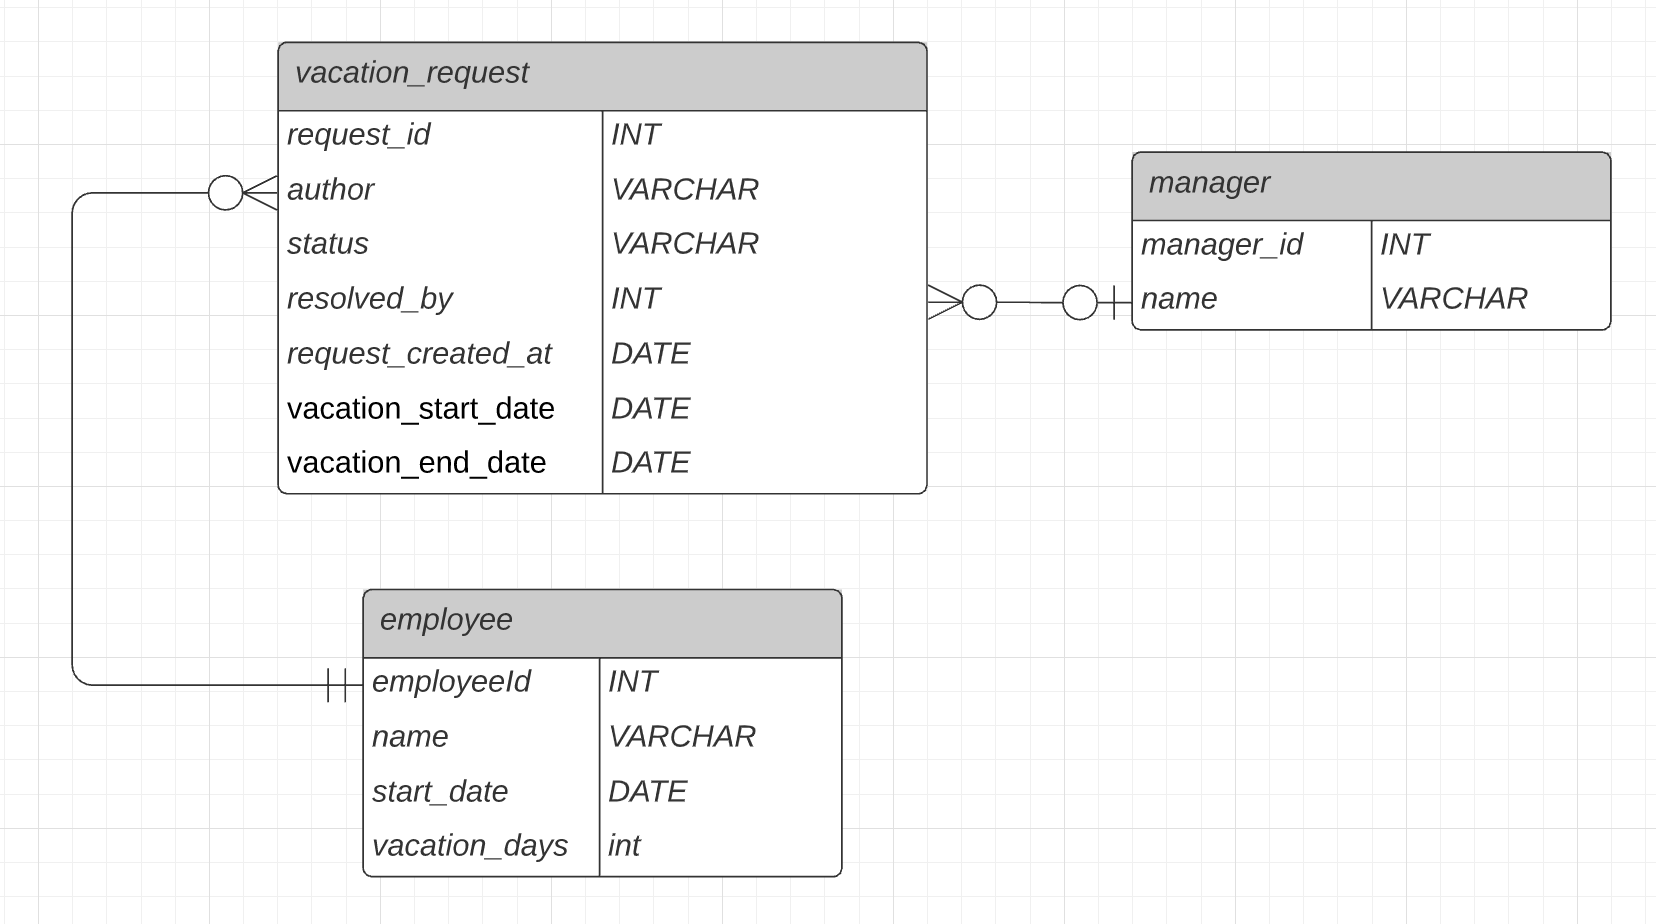 vacation_request
request_id INT
author VARCHAR
status VARCHAR
resolved_by INT
request_created_at DATE
vacation_start_date DATE
vacation_end_date DATE
manager
manager_id INT
name VARCHAR
employee
employeeId INT
name VARCHAR
start_date DATE
vacation_days int